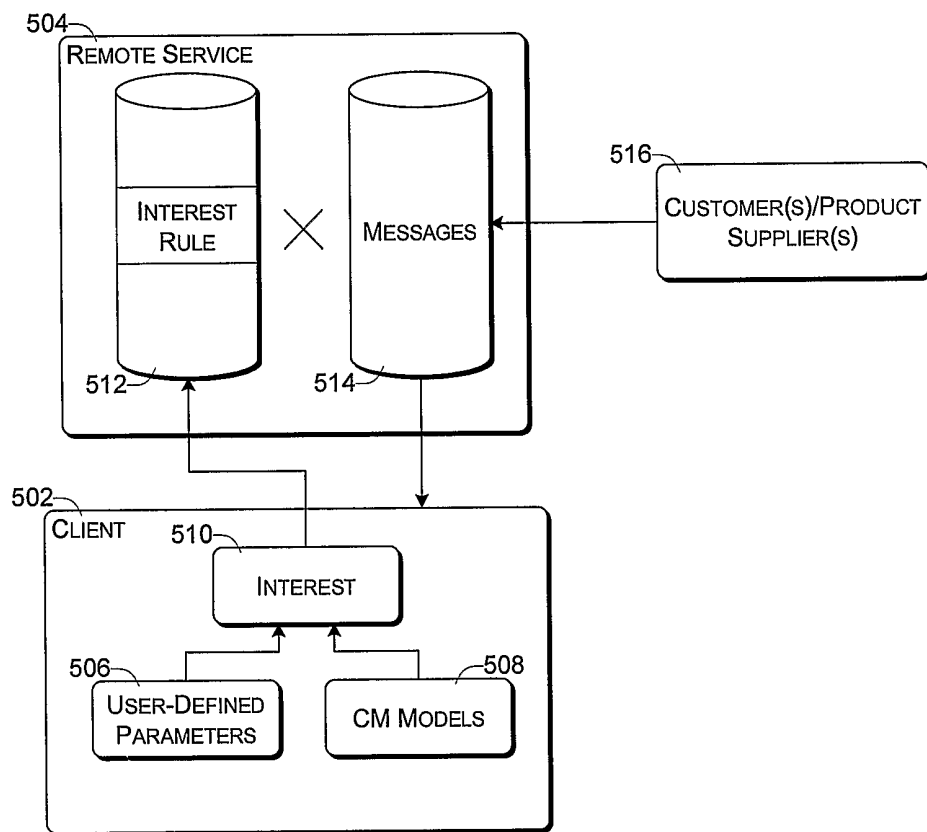 504
REMOTE SERVICE
INTEREST
RULE
MESSAGES
512
514
516
CUSTOMER(S)/PRODUCT
SUPPLIER(S)
502
CLIENT
510
INTEREST
506
USER-DEFINED
PARAMETERS
508
CM MODELS